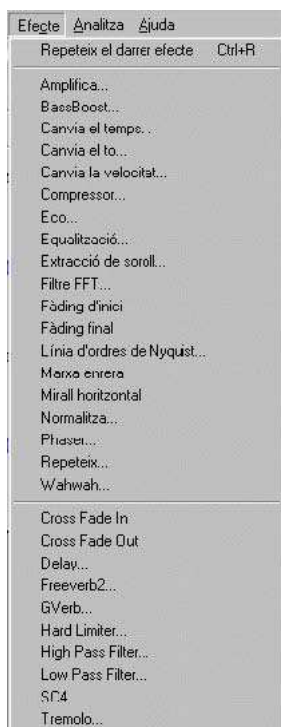 Efecte Analitza Ajuda
Repeteix el darrer efecte Ctrl+R
Amplifica...
BassBoost...
Canvia el temps...
Canvia el to...
Canvia la velocitat...
Compressor...
Eco...
Equalització...
Extracció de soroll...
Filtre FFT...
Fàding d'inici
Fàding final
Línia d'ordres de Nyquist...
Marxa enrera
Mirall horitzontal
Normalitza...
Phaser...
Repeteix...
Wahwah...
Cross Fade In
Cross Fade Out
Delay...
Freeverb2...
GVerb...
Hard Limiter...
High Pass Filter...
Low Pass Filter...
SC4
Tremolo...